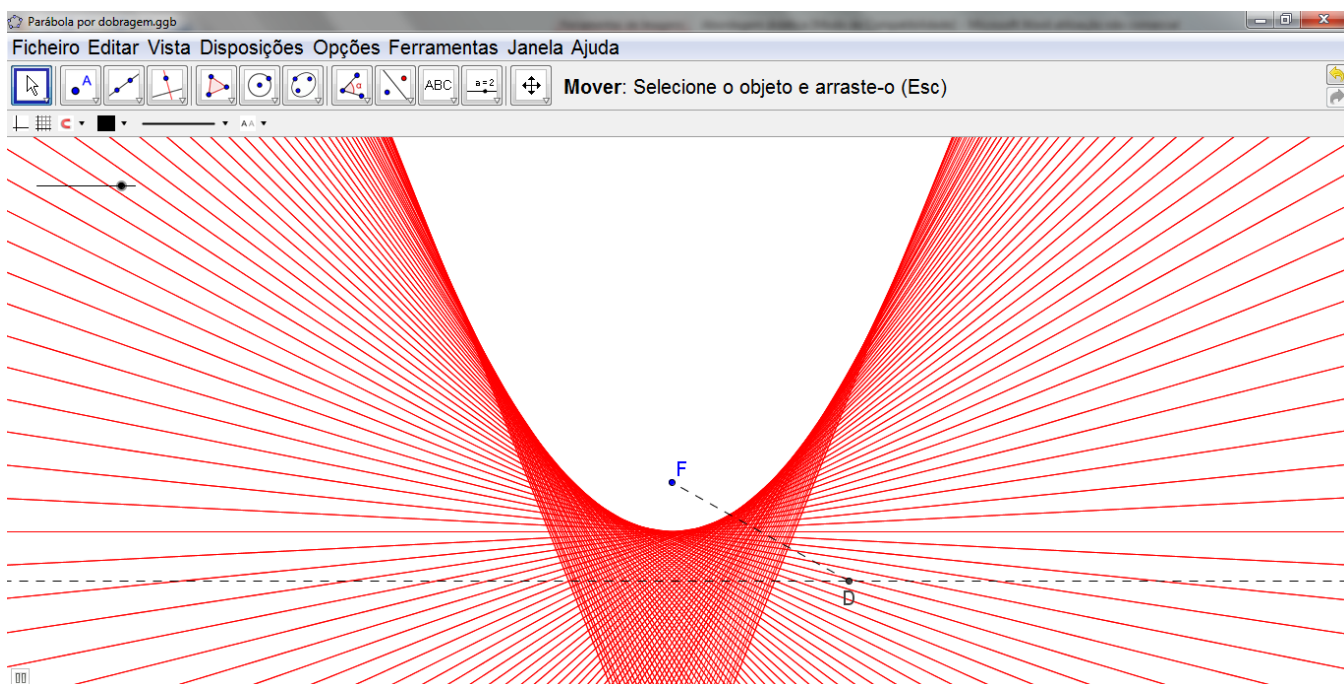 Parábola por dobragem.ggb
Ficheiro Editar Vista Disposições Opções Ferramentas Janela Ajuda
A
α
ABC
a=2
Mover: Selecione o objeto e arraste-o (Esc)
A A
F
D